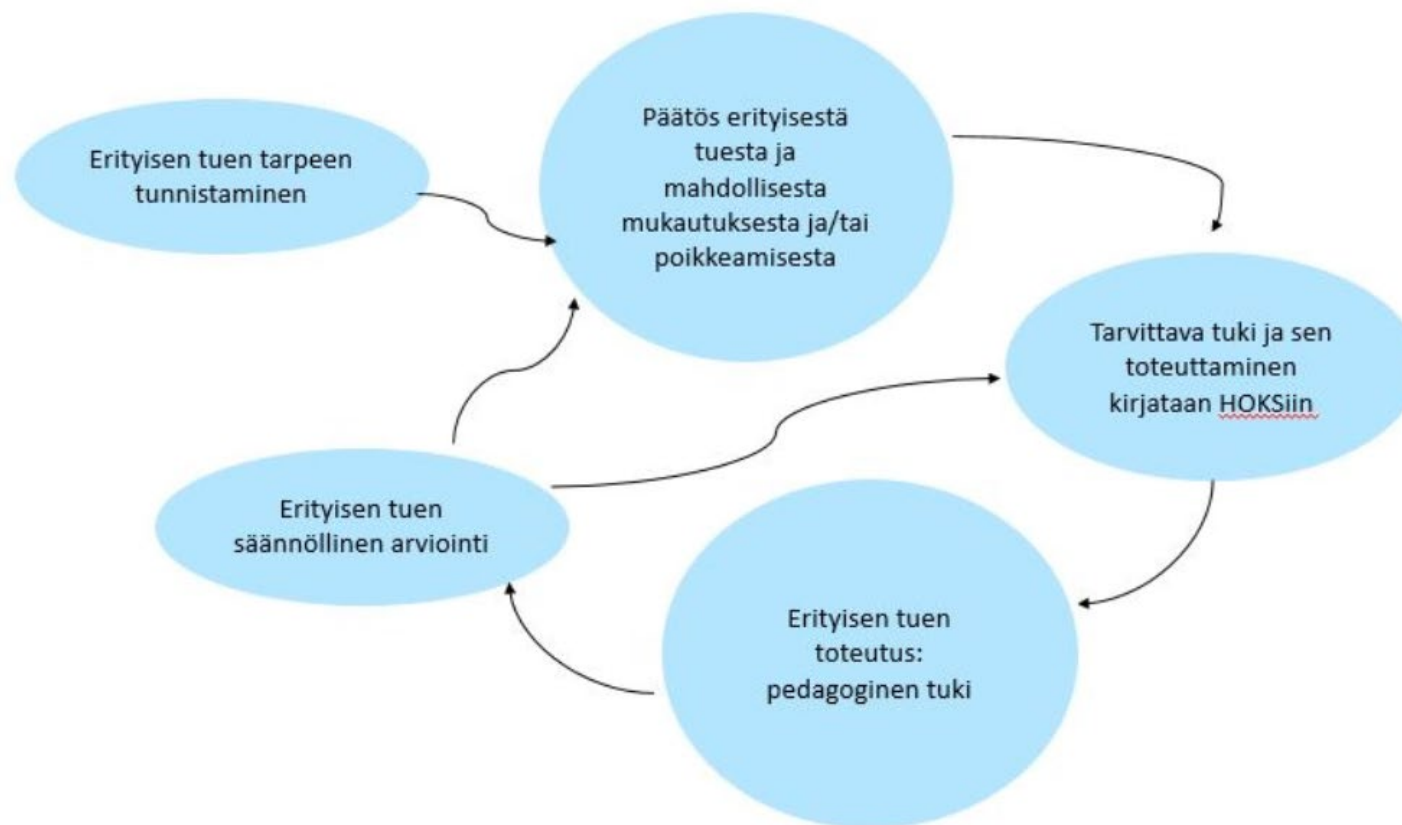 Erityisen tuen tarpeen
tunnistaminen
Päätös erityisestä
tuesta ja
mahdollisesta
mukautuksesta ja/tai
poikkeamisesta
Tarvittava tuki ja sen
toteuttaminen
kirjataan HOKSiin
Erityisen tuen
toteutus:
pedagoginen tuki
Erityisen tuen
säännöllinen arviointi